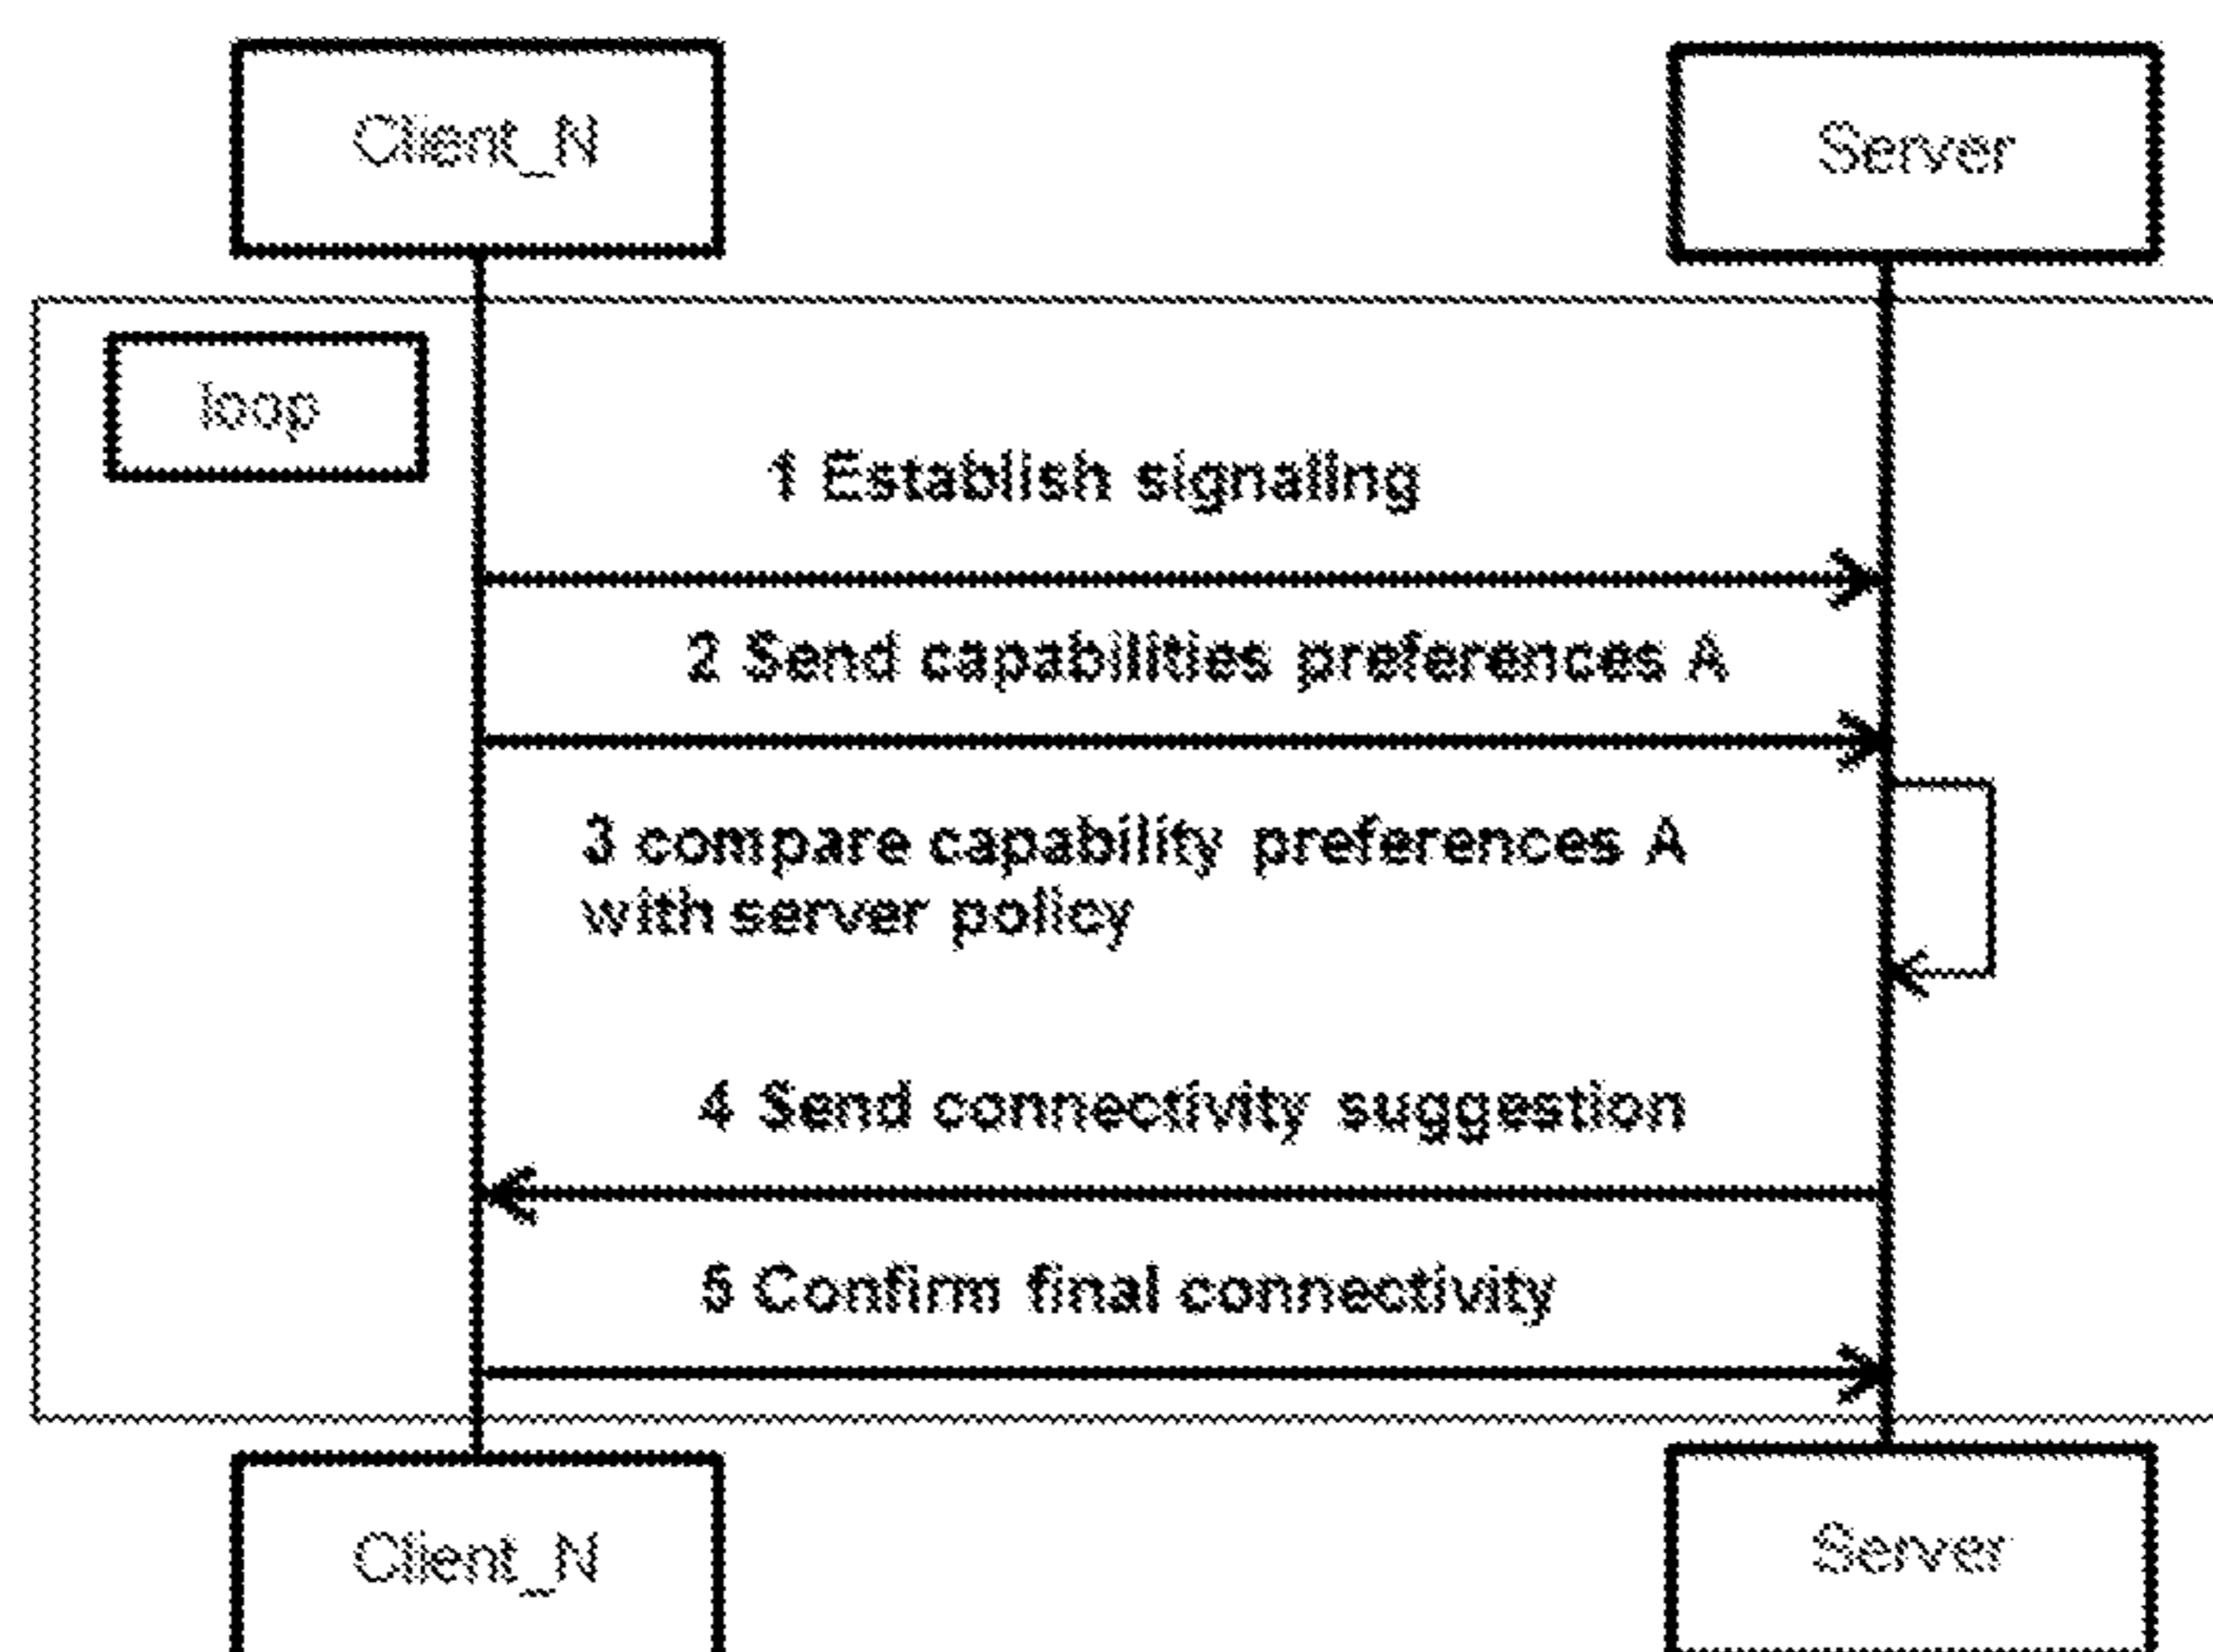 Client_N
Server
loop
1 Establish signaling
2 Send capabilities preferences A
3 compare capability preferences A
with server policy
4 Send connectivity suggestion
5 Confirm final connectivity
Client_N
Server